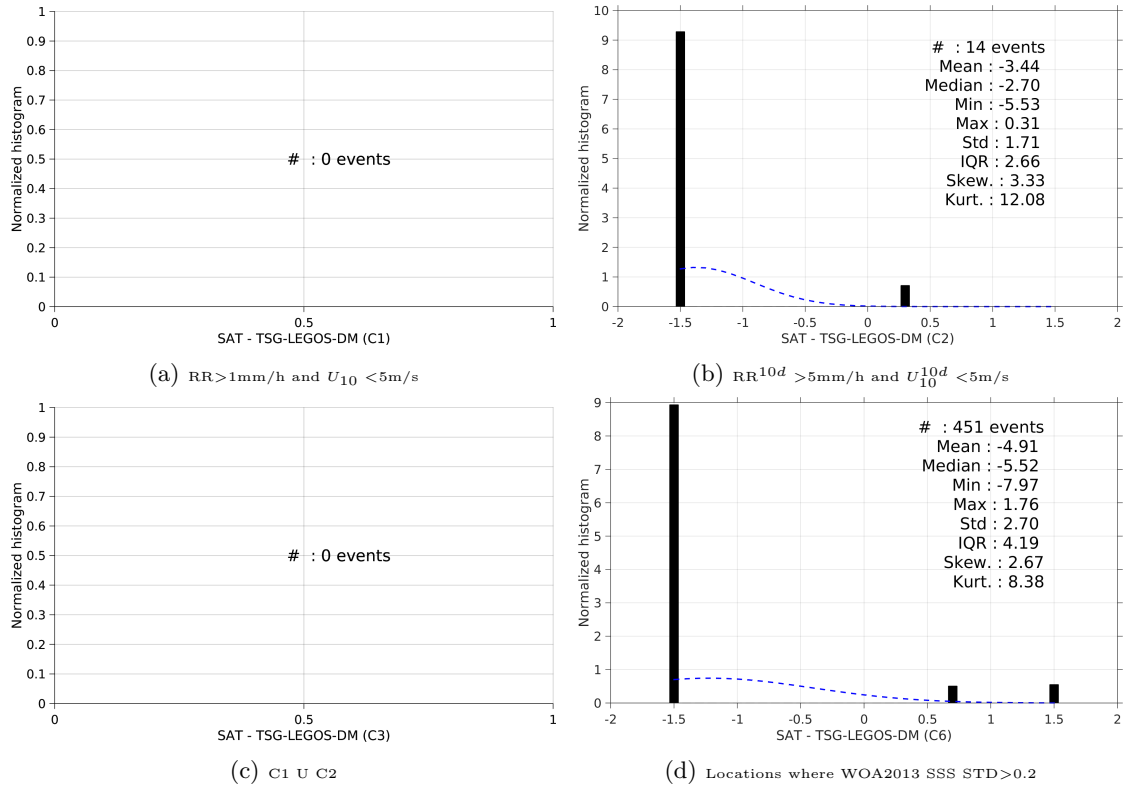 1
0.9
0.8
0.7
0.6
0.5
0.4
0.3
0.2
0.1
0
Normalized histogram
# : 0 events
0 0.5 1
SAT - TSG-LEGOS-DM (C1)
(a) RR>1mm/h and U10 <5m/s
10
9
8
7
6
5
4
3
2
1
0
Normalized histogram
# : 14 events
Mean : -3.44
Median : -2.70
Min : -5.53
Max : 0.31
Std : 1.71
IQR : 2.66
Skew. : 3.33
Kurt. : 12.08
-2 -1.5 -1 -0.5 0 0.5 1 1.5 2
SAT - TSG-LEGOS-DM (C2)
(b) RR10d >5mm/h and U10d10 <5m/s
1
0.9
0.8
0.7
0.6
0.5
0.4
0.3
0.2
0.1
0
Normalized histogram
# : 0 events
0 0.5 1
SAT - TSG-LEGOS-DM (C3)
(c) C1 U C2
9
8
7
6
5
4
3
2
1
0
Normalized histogram
# : 451 events
Mean : -4.91
Median : -5.52
Min : -7.97
Max : 1.76
Std : 2.70
IQR : 4.19
Skew. : 2.67
Kurt. : 8.38
-2 -1.5 -1 -0.5 0 0.5 1 1.5 2
SAT - TSG-LEGOS-DM (C6)
(d) Locations where WOA2013 SSS STD>0.2